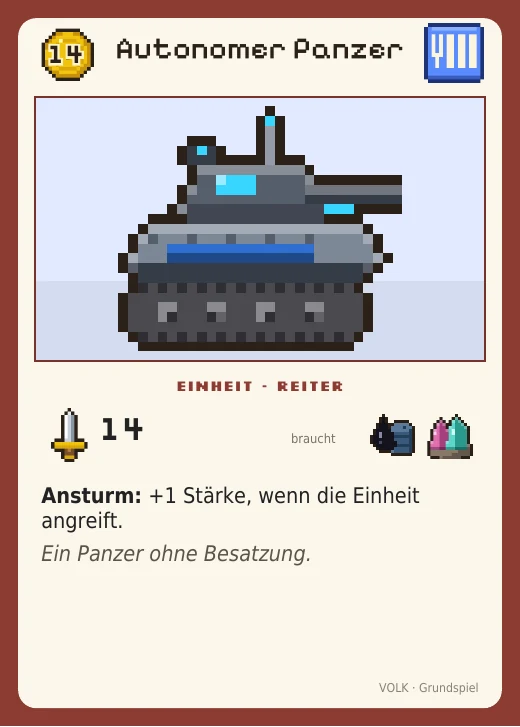 14
Autonomer Panzer
VIII
EINHEIT - REITER
14
braucht
Ansturm: +1 Stärke, wenn die Einheit
angreift.
Ein Panzer ohne Besatzung.
VOLK · Grundspiel